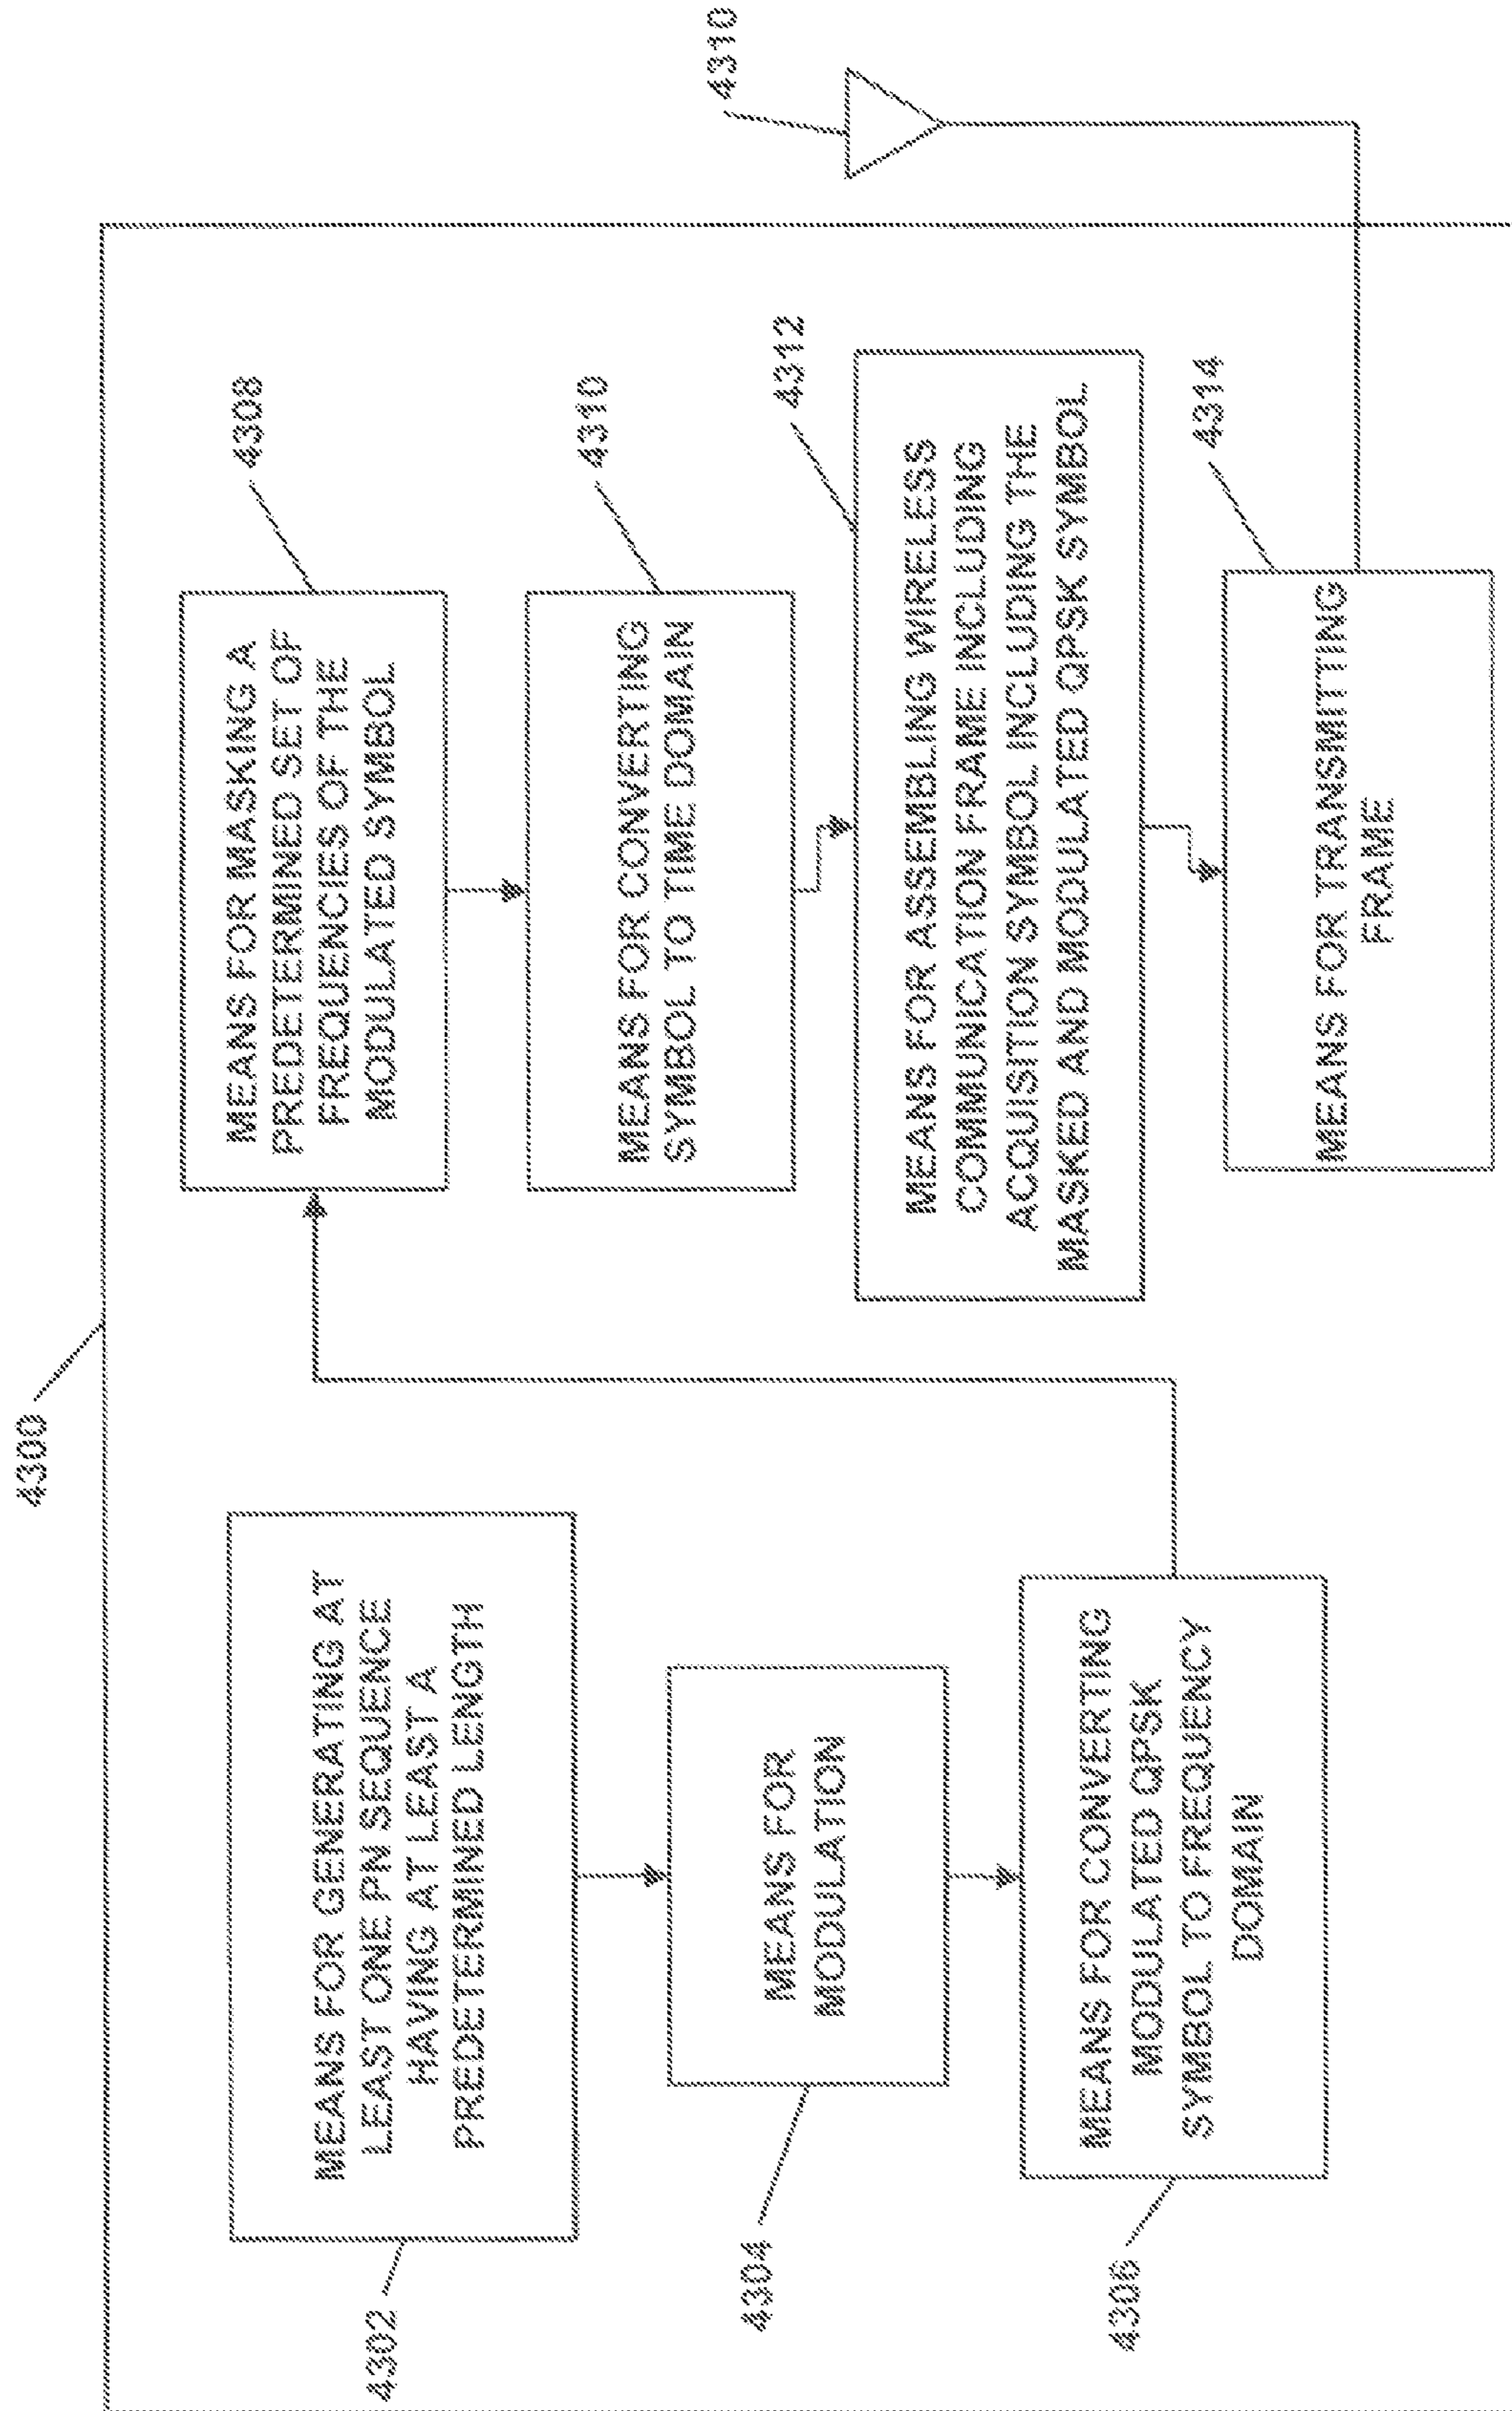 4300
4302
MEANS FOR GENERATING AT
LEAST ONE PN SEQUENCE
HAVING AT LEAST A
PREDETERMINED LENGTH
4304
MEANS FOR
MODULATION
4306
MEANS FOR CONVERTING
MODULATED QPSK
SYMBOL TO FREQUENCY
DOMAIN
4308
MEANS FOR MASKING A
PREDETERMINED SET OF
FREQUENCIES OF THE
MODULATED SYMBOL
4310
MEANS FOR CONVERTING
SYMBOL TO TIME DOMAIN
4312
MEANS FOR ASSEMBLING WIRELESS
COMMUNICATION FRAME INCLUDING
ACQUISITION SYMBOL INCLUDING THE
MASKED AND MODULATED QPSK SYMBOL
4314
MEANS FOR TRANSMITTING
FRAME
4310